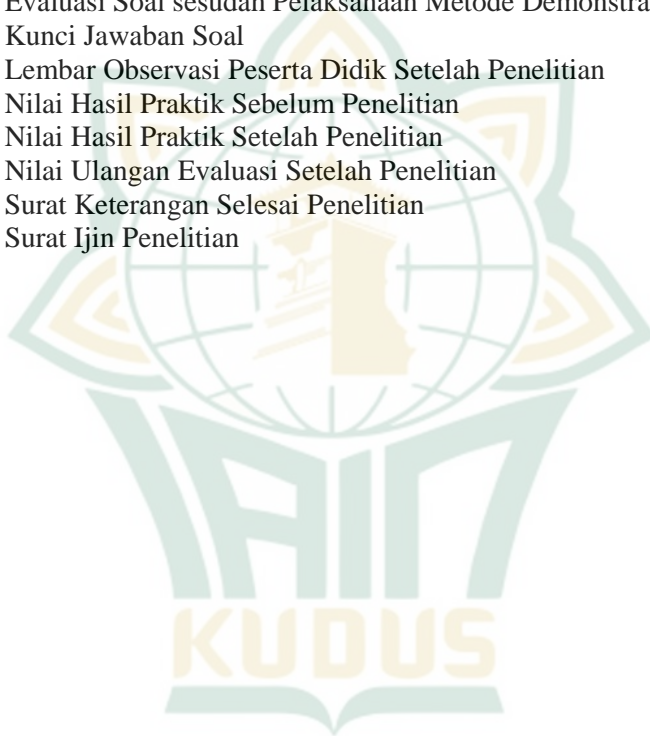 Evaluasi Soal sesudah Pelaksanaan Metode Demonstra
Kunci Jawaban Soal
Lembar Observasi Peserta Didik Setelah Penelitian
Nilai Hasil Praktik Sebelum Penelitian
Nilai Hasil Praktik Setelah Penelitian
Nilai Ulangan Evaluasi Setelah Penelitian
Surat Keterangan Selesai Penelitian
Surat Ijin Penelitian
IAIN
KUDUS